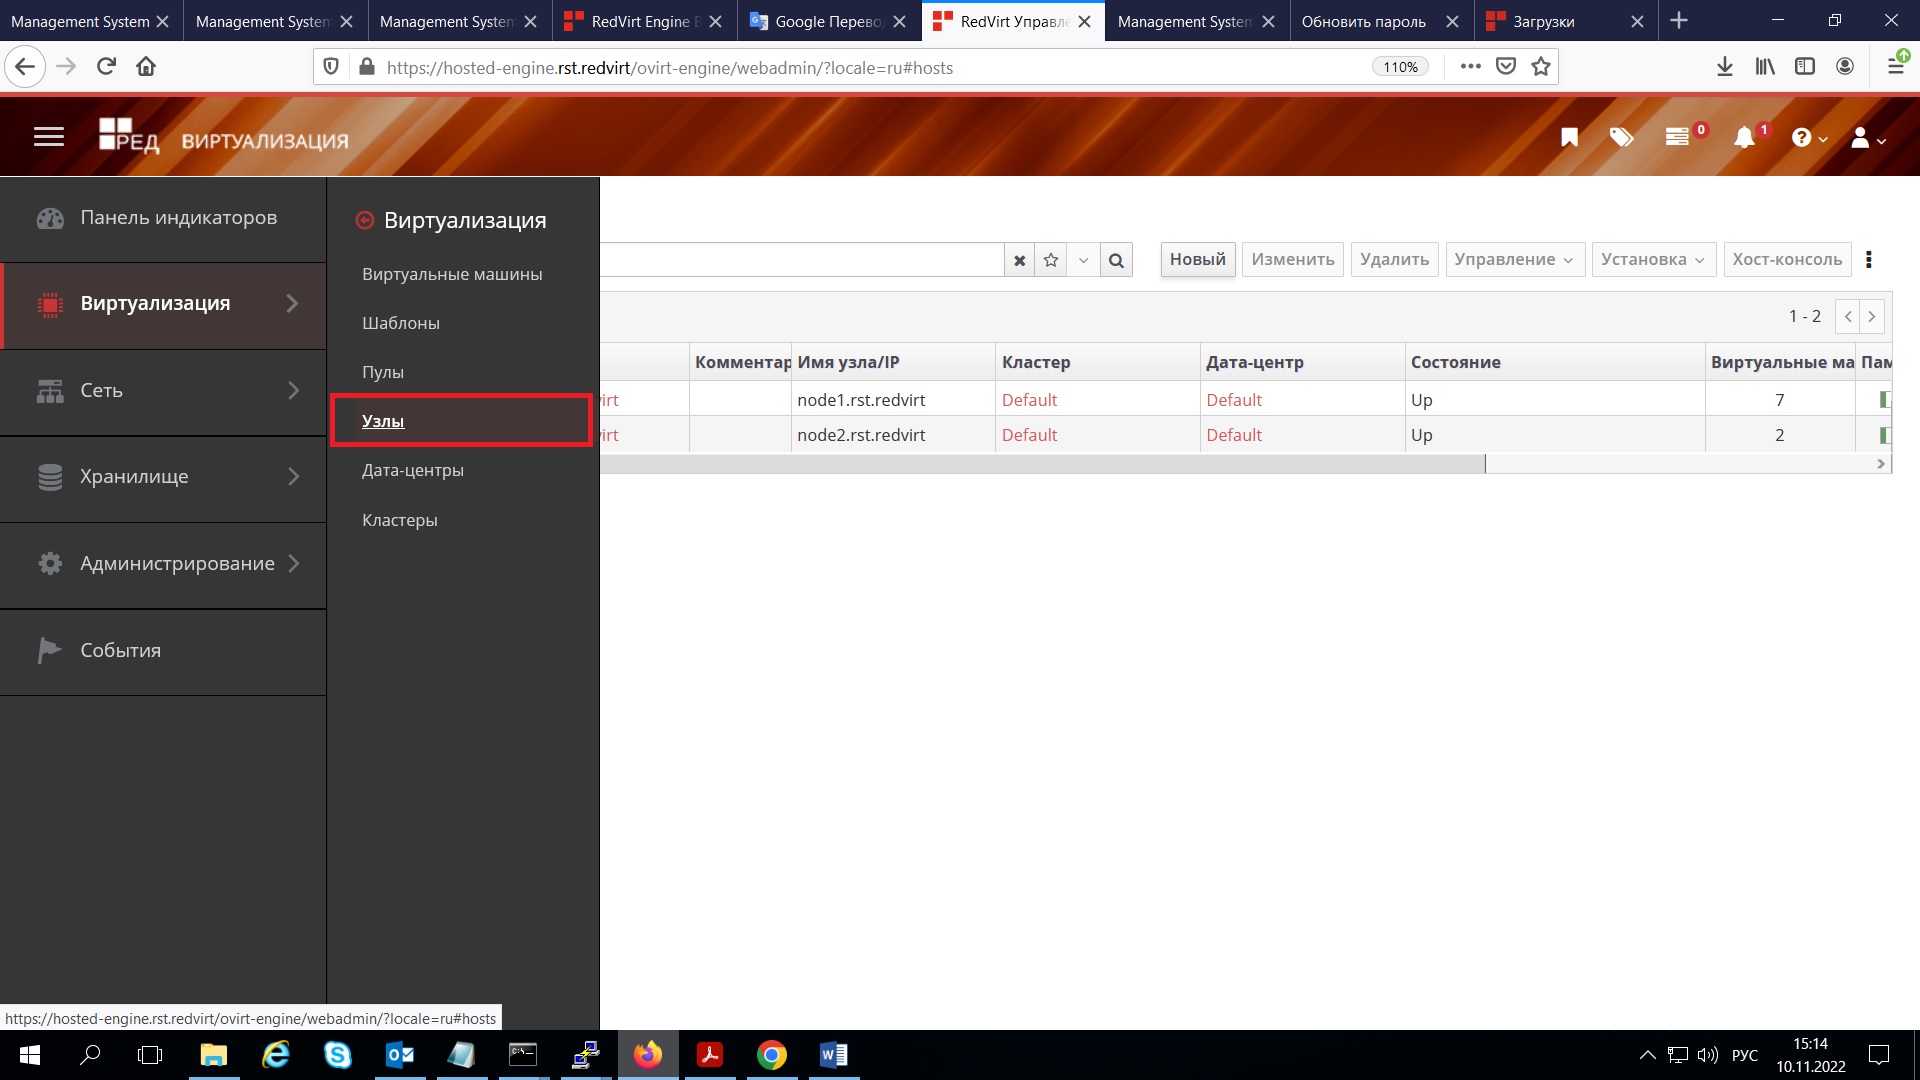 Management System
Management System
Management System
RedVirt Engine
Google Перево
RedVirt Управл
Management System
Обновить пароль
Загрузки
https://hosted-engine.rst.redvirt/ovirt-engine/webadmin/?locale=ru#hosts
110%
РЕД ВИРТУАЛИЗАЦИЯ
0
1
Панель индикаторов
Виртуализация
Сеть
Хранилище
Администрирование
События
Виртуализация
Виртуальные машины
Шаблоны
Пулы
Узлы
Дата-центры
Кластеры
Новый Изменить Удалить Управление Установка Хост-консоль
1 - 2
Комментар Имя узла/IP Кластер Дата-центр Состояние Виртуальные ма Пам
irt node1.rst.redvirt Default Default Up 7
irt node2.rst.redvirt Default Default Up 2
https://hosted-engine.rst.redvirt/ovirt-engine/webadmin/?locale=ru#hosts
РУС
15:14
10.11.2022